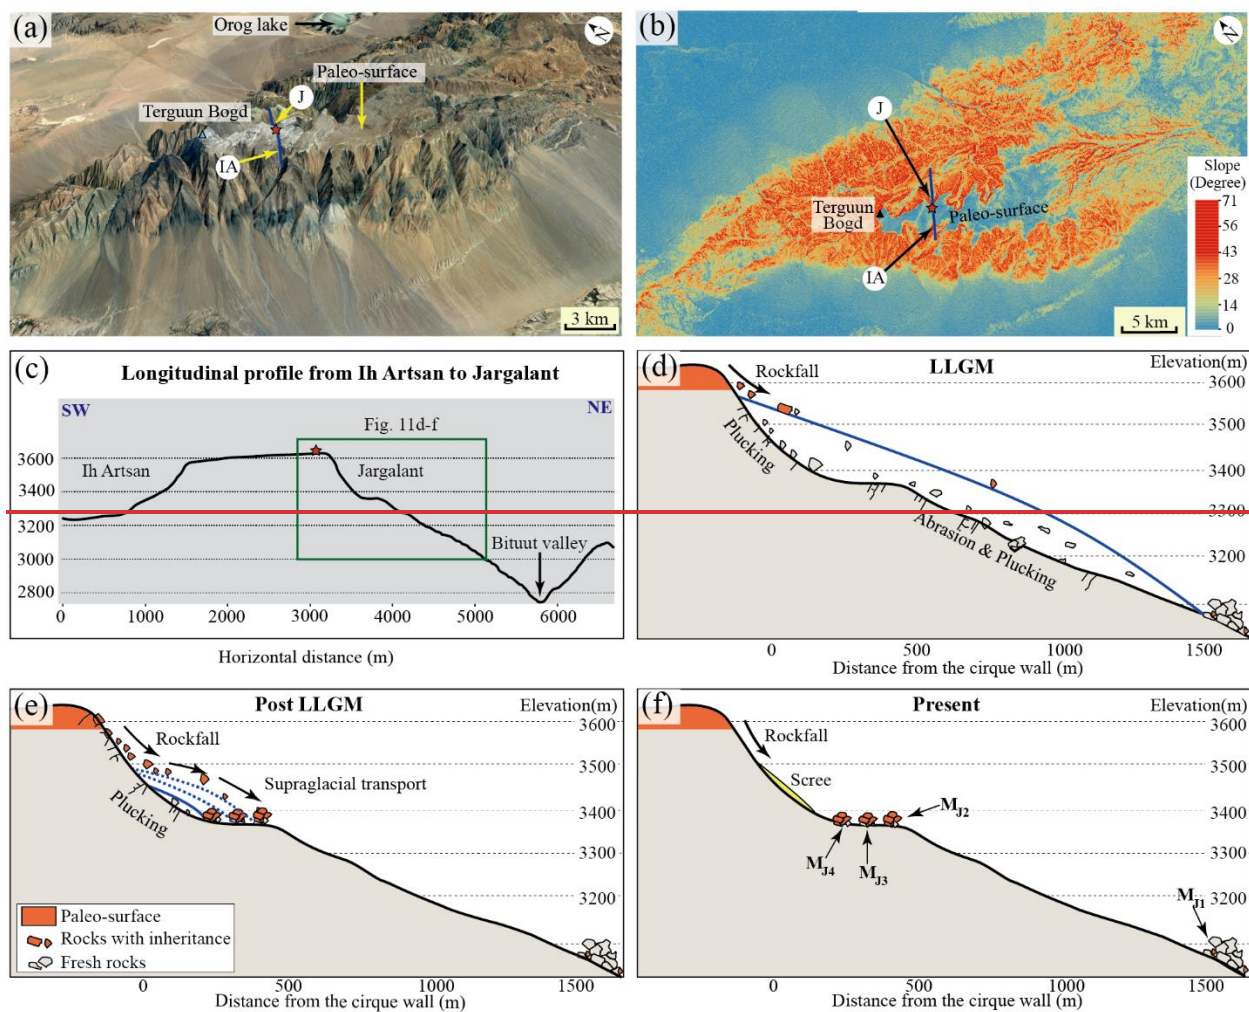 (a)
Orog lake
N
Paleo-surface
J
Terguun Bogd
IA
3 km
(b)
N
J
Slope
(Degree)
71
56
43
28
14
0
Terguun
Bogd
Paleo-surface
IA
5 km
(c)
Longitudinal profile from Ih Artsan to Jargalant
SW
NE
Fig. 11d-f
3600
Ih Artsan
Jargalant
3400
3200
Bituut valley
3000
2800
0
1000
2000
3000
4000
5000
6000
Horizontal distance (m)
(d)
LLGM
Elevation(m)
Rockfall
3600
3500
Plucking
3400
3300
Abrasion & Plucking
3200
0
500
1000
1500
Distance from the cirque wall (m)
(e)
Post LLGM
Elevation(m)
3600
Rockfall
3500
Supraglacial transport
Plucking
3400
3300
3200
Paleo-surface
Rocks with inheritance
Fresh rocks
0
500
1000
1500
Distance from the cirque wall (m)
(f)
Present
Elevation(m)
3600
Rockfall
3500
Scree
3400
MJ2
MJ4
MJ3
3300
3200
MJ1
0
500
1000
1500
Distance from the cirque wall (m)